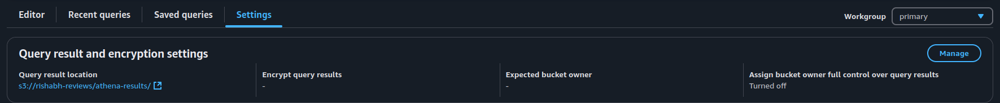 Editor
Recent queries
Saved queries
Settings
Workgroup
primary
Query result and encryption settings
Manage
Query result location
s3://rishabh-reviews/athena-results/
Encrypt query results
-
Expected bucket owner
-
Assign bucket owner full control over query results
Turned off